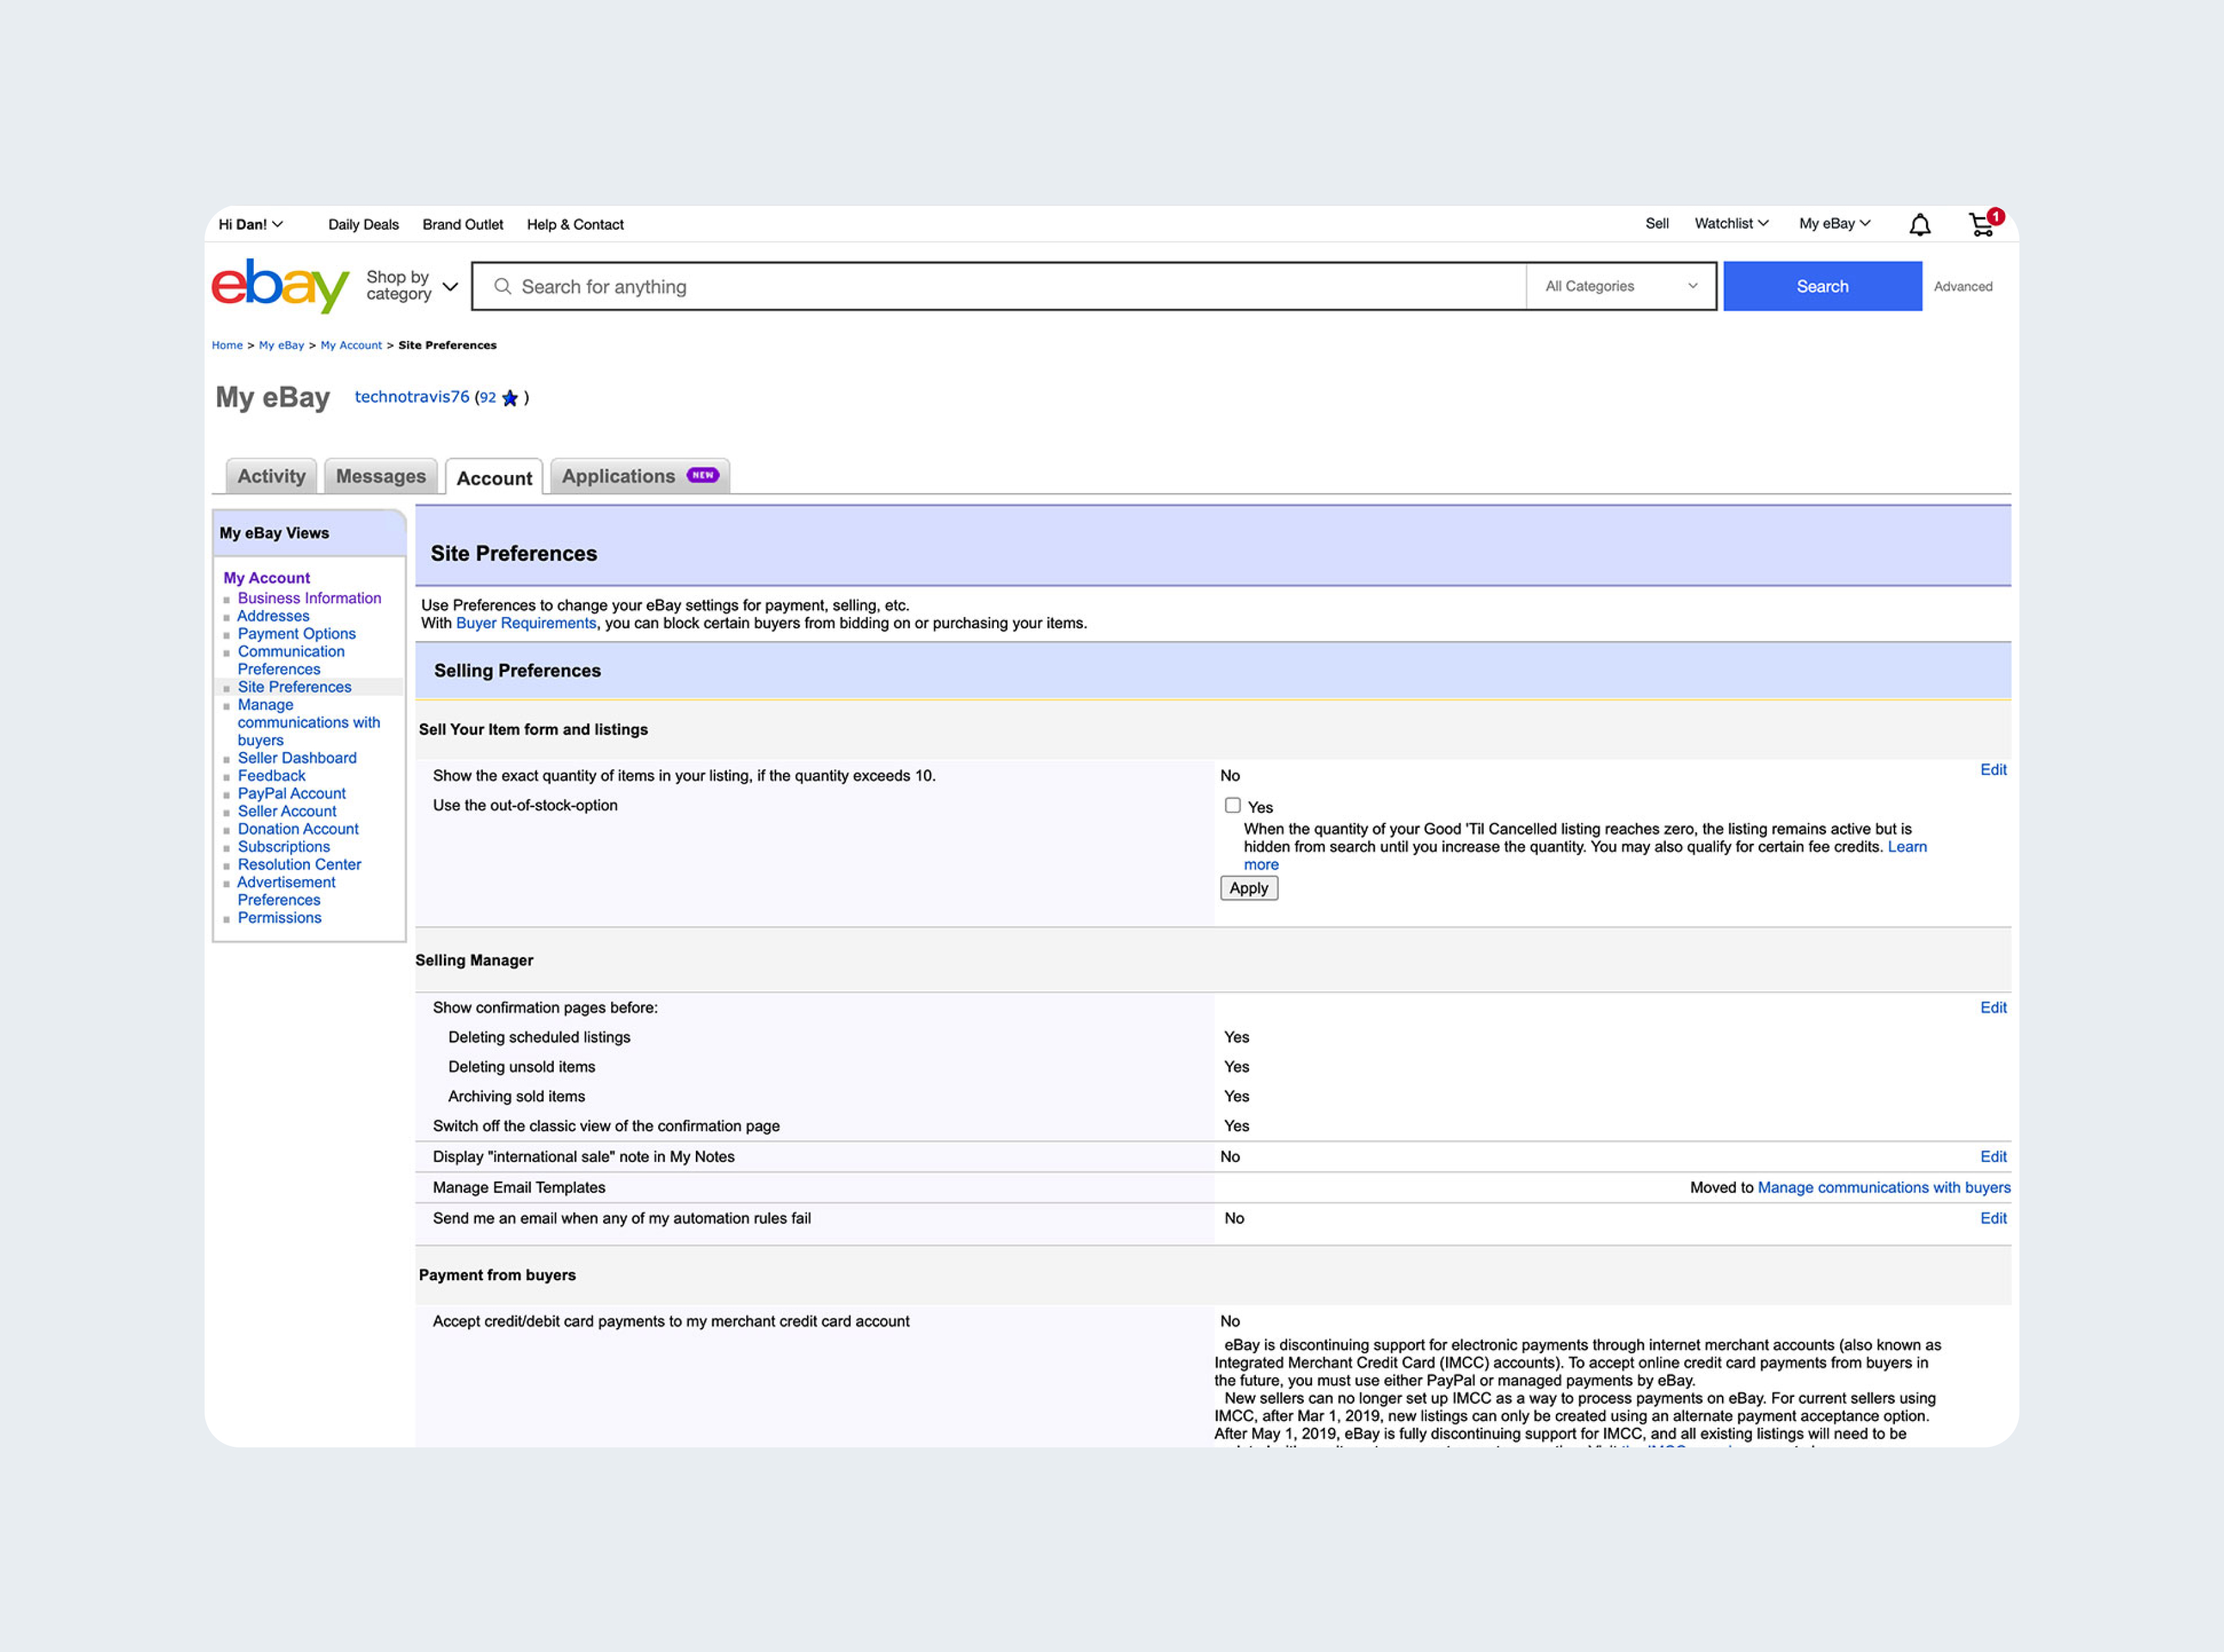 Hi Dan! Daily Deals Brand Outlet Help & Contact Sell Watchlist My eBay 1
ebay Shop by category Search for anything All Categories Search Advanced
Home > My eBay > My Account > Site Preferences
My eBay technotravis76 (92 )
Activity Messages Account Applications NEW
My eBay Views
My Account
Business Information
Addresses
Payment Options
Communication
Preferences
Site Preferences
Manage
communications with
buyers
Seller Dashboard
Feedback
PayPal Account
Seller Account
Donation Account
Subscriptions
Resolution Center
Advertisement
Preferences
Permissions
Site Preferences
Use Preferences to change your eBay settings for payment, selling, etc.
With Buyer Requirements, you can block certain buyers from bidding on or purchasing your items.
Selling Preferences
Sell Your Item form and listings
Show the exact quantity of items in your listing, if the quantity exceeds 10. No Edit
Use the out-of-stock-option Yes
When the quantity of your Good 'Til Cancelled listing reaches zero, the listing remains active but is
hidden from search until you increase the quantity. You may also qualify for certain fee credits. Learn
more
Apply
Selling Manager
Show confirmation pages before: Edit
Deleting scheduled listings Yes
Deleting unsold items Yes
Archiving sold items Yes
Switch off the classic view of the confirmation page Yes
Display "international sale" note in My Notes No Edit
Manage Email Templates Moved to Manage communications with buyers
Send me an email when any of my automation rules fail No Edit
Payment from buyers
Accept credit/debit card payments to my merchant credit card account No
eBay is discontinuing support for electronic payments through internet merchant accounts (also known as
Integrated Merchant Credit Card (IMCC) accounts). To accept online credit card payments from buyers in
the future, you must use either PayPal or managed payments by eBay.
New sellers can no longer set up IMCC as a way to process payments on eBay. For current sellers using
IMCC, after Mar 1, 2019, new listings can only be created using an alternate payment acceptance option.
After May 1, 2019, eBay is fully discontinuing support for IMCC, and all existing listings will need to be